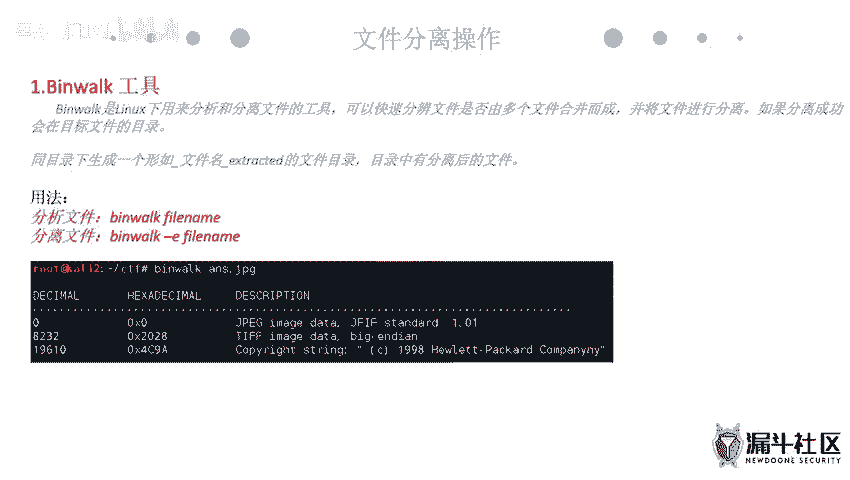 文件分离操作
1.Binwalk 工具
Binwalk是Linux下用来分析和分离文件的工具，可以快速分辨文件是否由多个文件合并而成，并将文件进行分离。如果分离成功
会在目标文件的目录。
同目录下生成一个形如_文件名_extracted的文件目录，目录中有分离后的文件。
用法：
分析文件：binwalk filename
分离文件：binwalk –e filename
root@kali2:~/ctf# binwalk ans.jpg
DECIMAL HEXADECIMAL DESCRIPTION
0 0x0 JPEG image data, JFIF standard 1.01
8232 0x2028 TIFF image data, big-endian
19610 0x4C9A Copyright string: " (c) 1998 Hewlett-Packard Companyny"
漏斗社区
NEWDOONE SECURITY